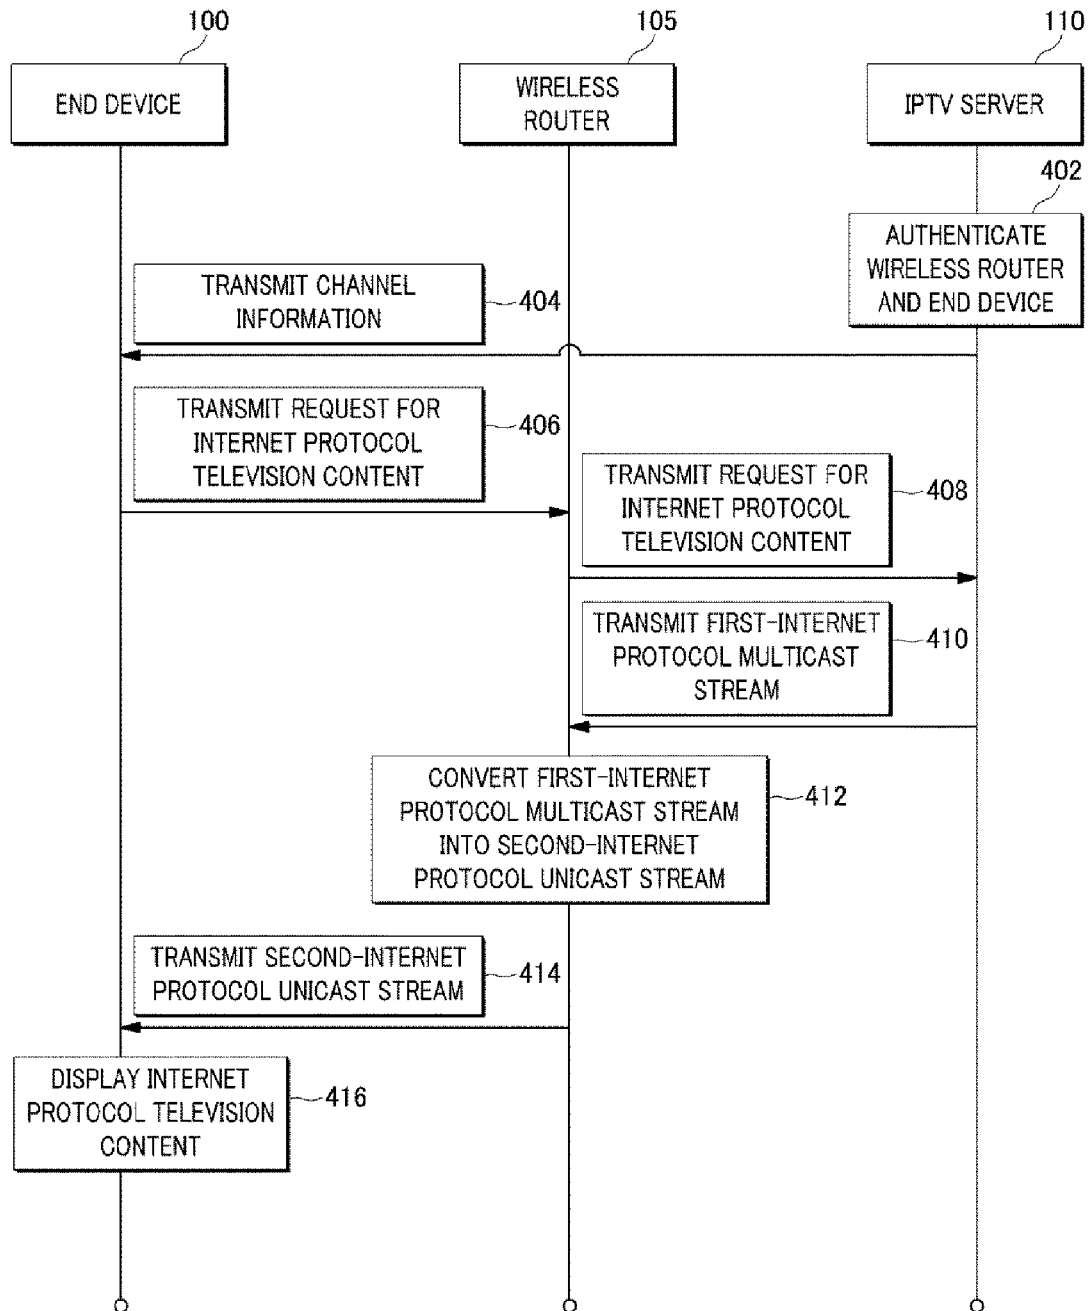 100
105
110
END DEVICE
WIRELESS
ROUTER
IPTV SERVER
402
AUTHENTICATE
WIRELESS ROUTER
AND END DEVICE
TRANSMIT CHANNEL
INFORMATION
404
TRANSMIT REQUEST FOR
INTERNET PROTOCOL
TELEVISION CONTENT
406
TRANSMIT REQUEST FOR
INTERNET PROTOCOL
TELEVISION CONTENT
408
TRANSMIT FIRST-INTERNET
PROTOCOL MULTICAST
STREAM
410
CONVERT FIRST-INTERNET
PROTOCOL MULTICAST STREAM
INTO SECOND-INTERNET
PROTOCOL UNICAST STREAM
412
TRANSMIT SECOND-INTERNET
PROTOCOL UNICAST STREAM
414
DISPLAY INTERNET
PROTOCOL TELEVISION
CONTENT
416